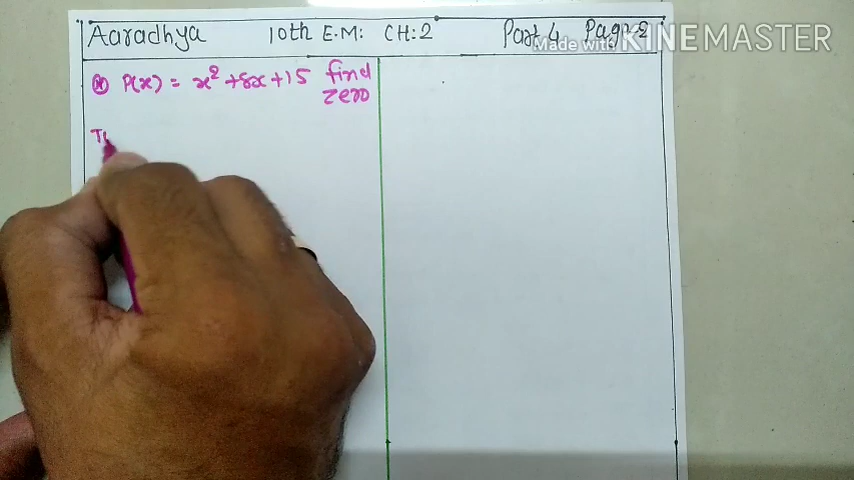 Aaradhya 10th E.M: CH:2 Part 4 Page-2
Made with KINEMASTER
P(x) = x² + 8x + 15 find
zero